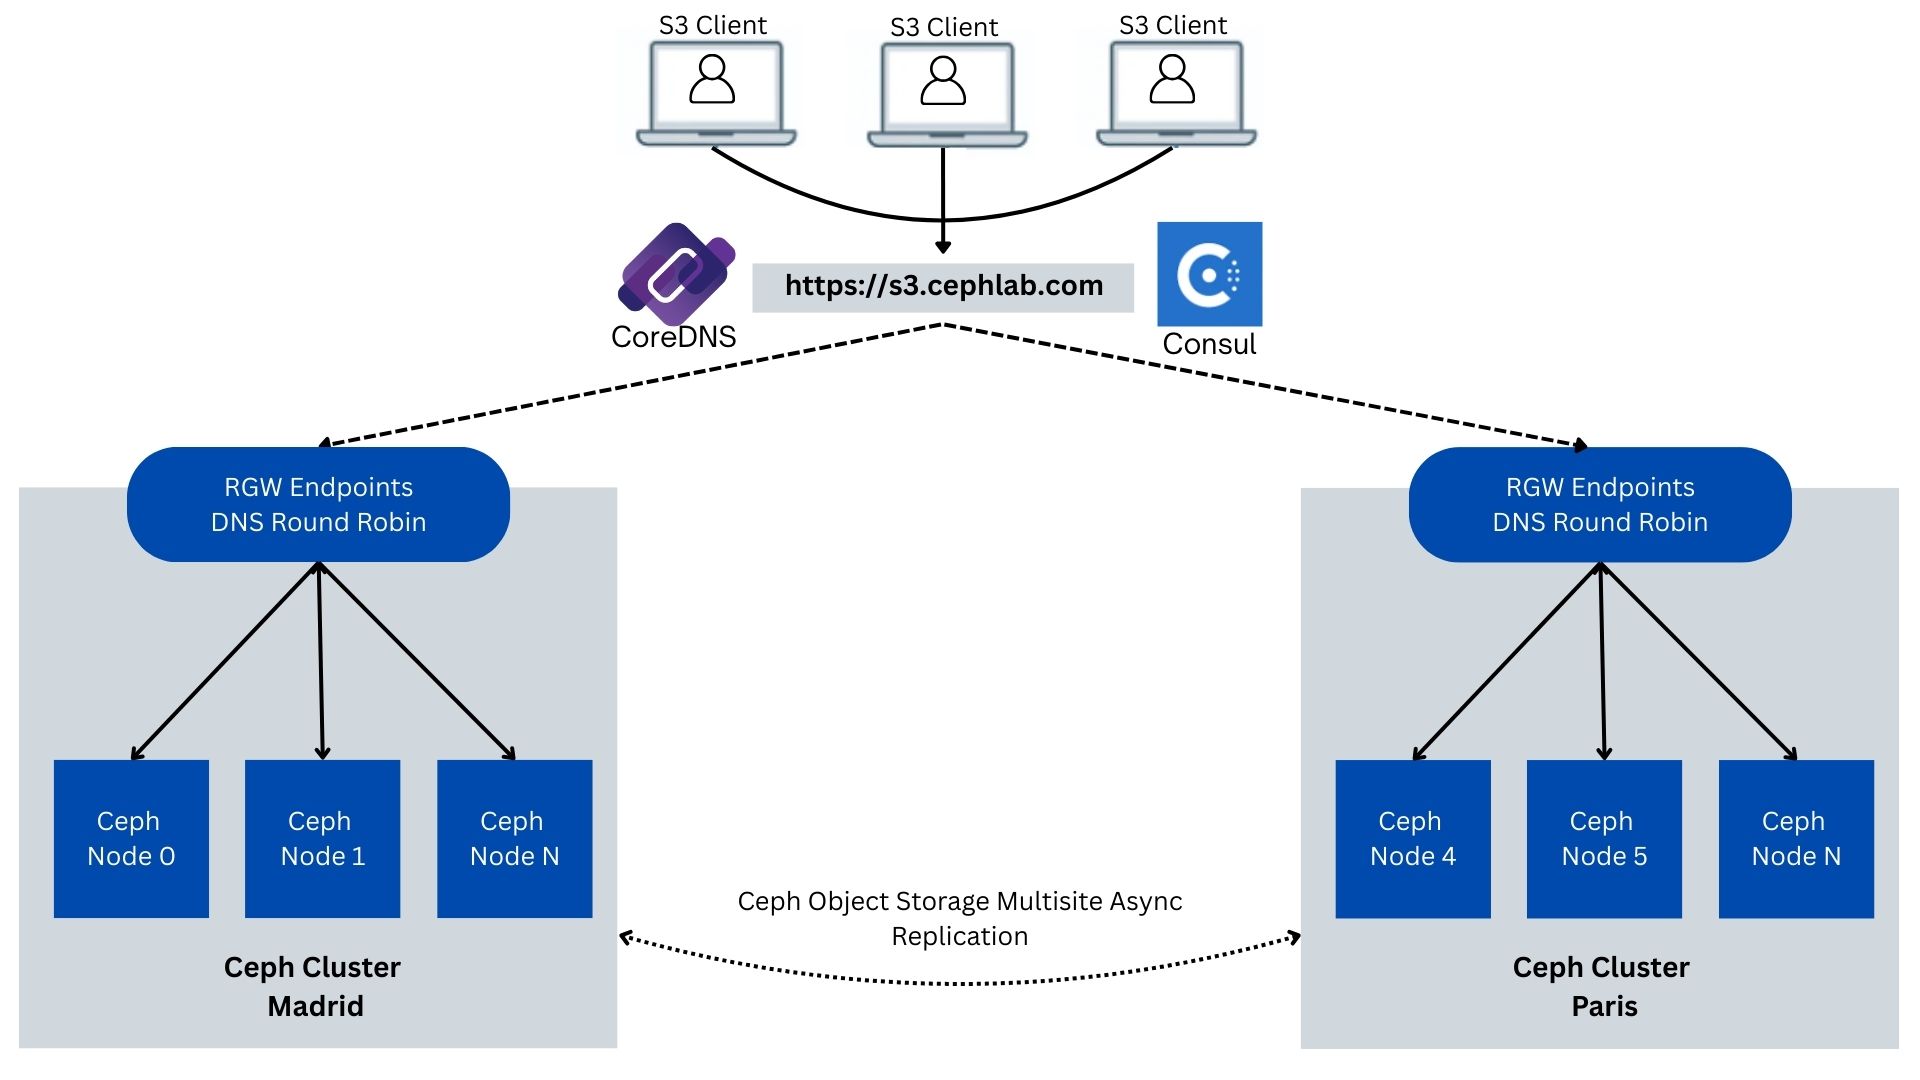 S3 Client
S3 Client
S3 Client
https://s3.cephlab.com
CoreDNS
Consul
RGW Endpoints
DNS Round Robin
RGW Endpoints
DNS Round Robin
Ceph
Node 0
Ceph
Node 1
Ceph
Node N
Ceph
Node 4
Ceph
Node 5
Ceph
Node N
Ceph Object Storage Multisite Async
Replication
Ceph Cluster
Madrid
Ceph Cluster
Paris